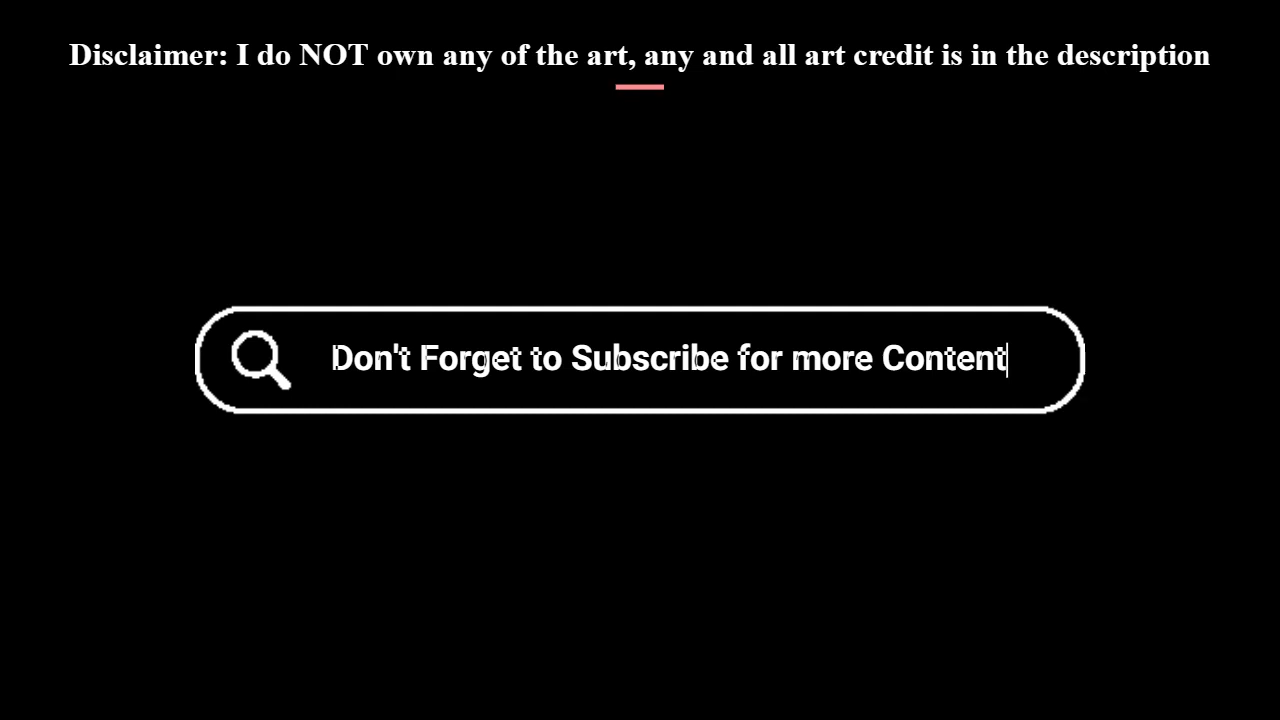 Disclaimer: I do NOT own any of the art, any and all art credit is in the description
Don't Forget to Subscribe for more Content